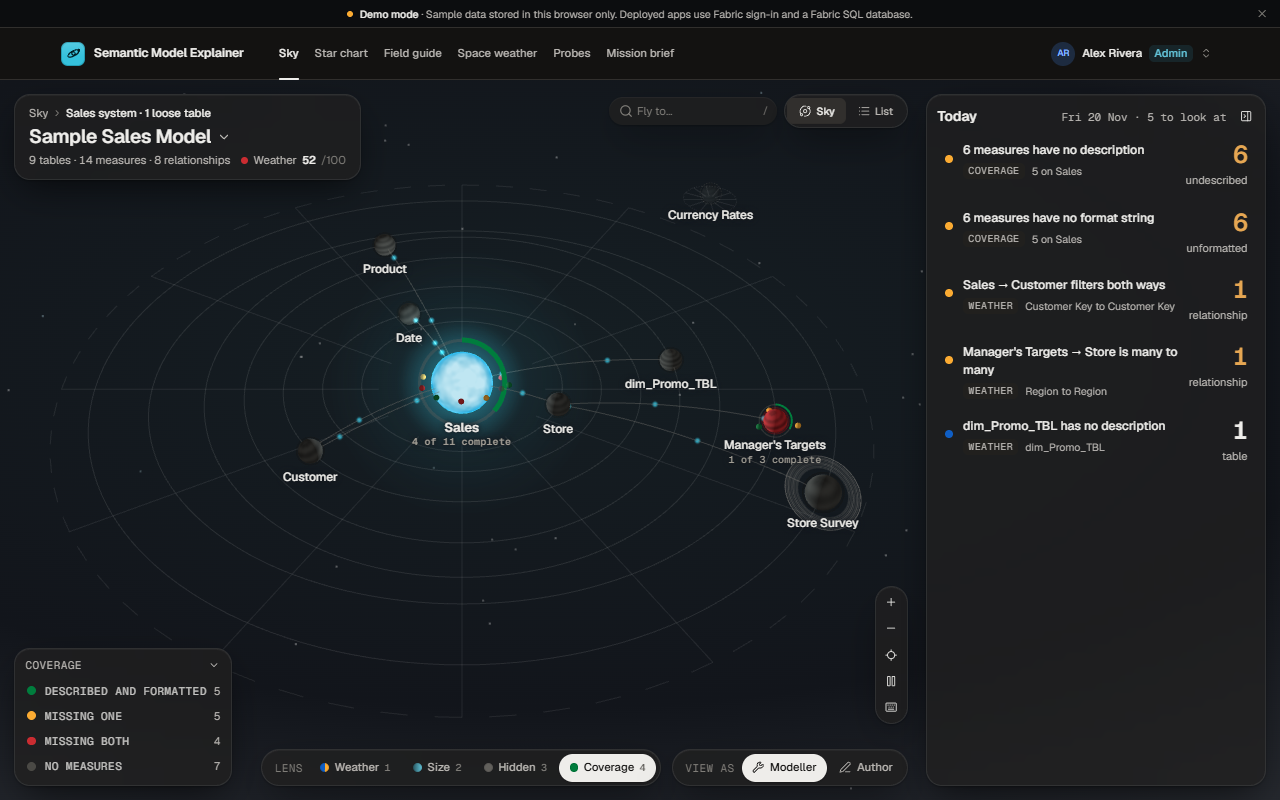 Demo mode · Sample data stored in this browser only. Deployed apps use Fabric sign-in and a Fabric SQL database.
Semantic Model Explainer
Sky
Star chart
Field guide
Space weather
Probes
Mission brief
AR
Alex Rivera
Admin
Sky › Sales system · 1 loose table
Sample Sales Model
9 tables · 14 measures · 8 relationships
Weather 52 /100
Fly to…
/
Sky
List
Currency Rates
Product
Date
dim_Promo_TBL
Sales
4 of 11 complete
Store
Manager's Targets
1 of 3 complete
Customer
Store Survey
Today
Fri 20 Nov · 5 to look at
6 measures have no description
COVERAGE 5 on Sales
6
undescribed
6 measures have no format string
COVERAGE 5 on Sales
6
unformatted
Sales → Customer filters both ways
WEATHER Customer Key to Customer Key
1
relationship
Manager's Targets → Store is many to
many
WEATHER Region to Region
1
relationship
dim_Promo_TBL has no description
WEATHER dim_Promo_TBL
1
table
COVERAGE
DESCRIBED AND FORMATTED 5
MISSING ONE 5
MISSING BOTH 4
NO MEASURES 7
LENS
Weather 1
Size 2
Hidden 3
Coverage 4
VIEW AS
Modeller
Author